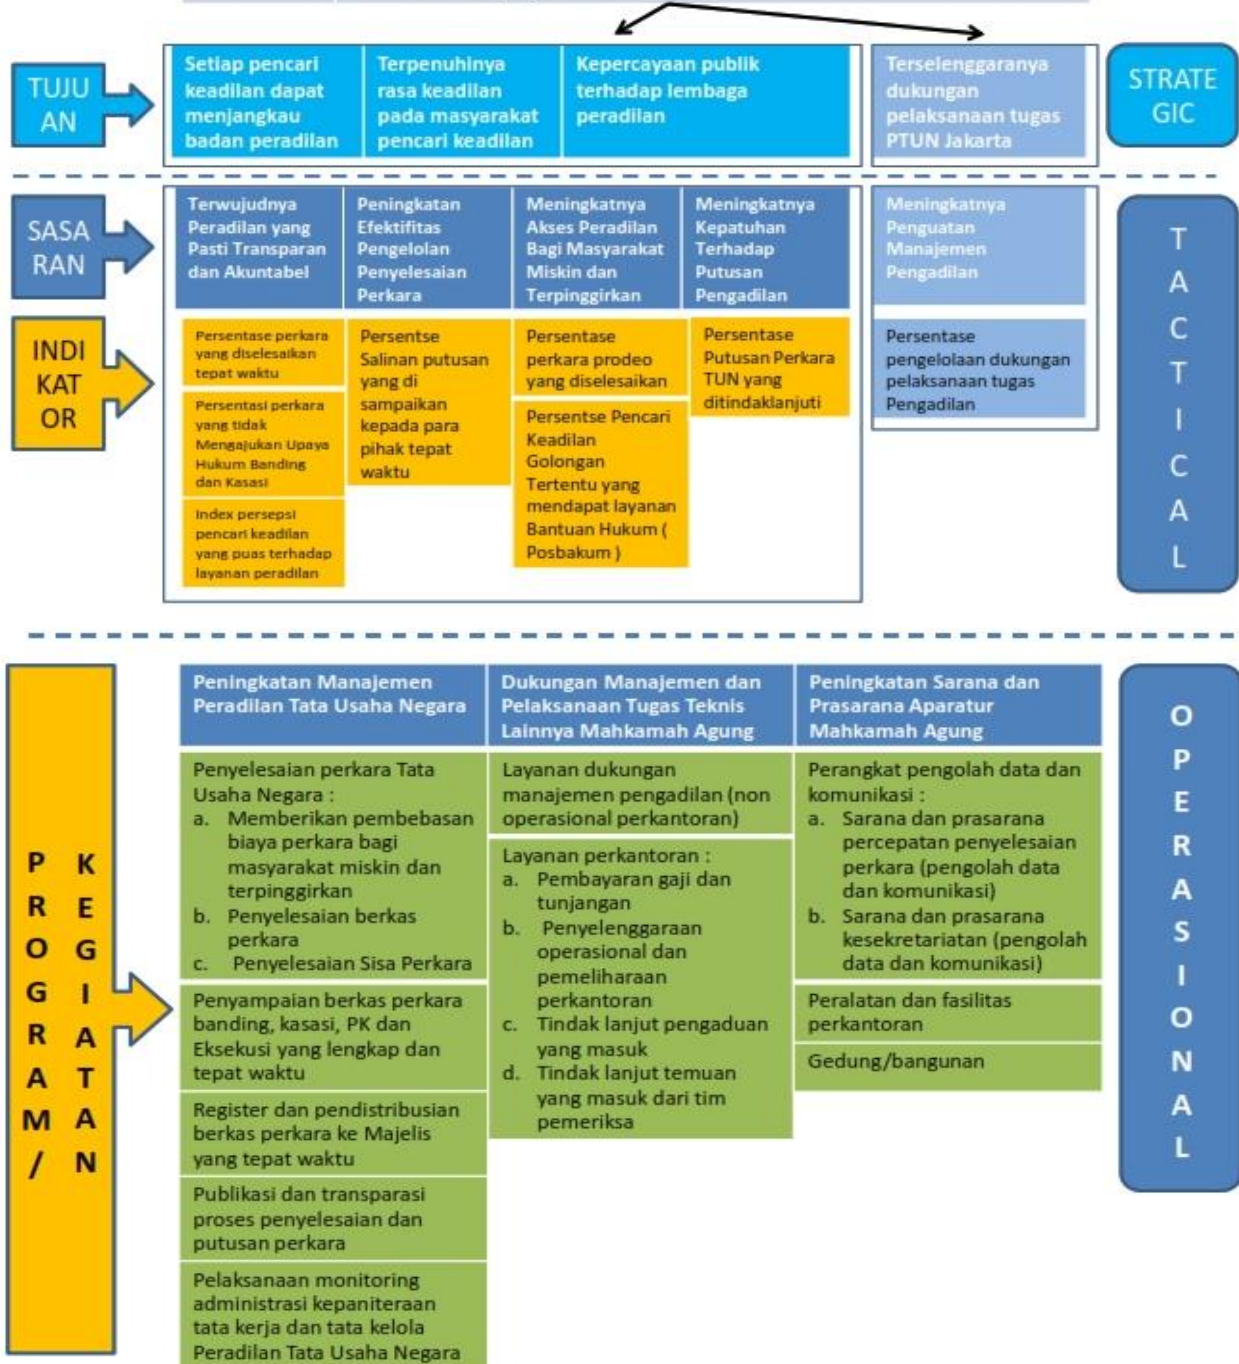 TUJU
AN
Setiap pencari
keadilan dapat
menjangkau
badan peradilan
Terpenuhinya
rasa keadilan
pada masyarakat
pencari keadilan
Kepercayaan publik
terhadap lembaga
peradilan
Terselenggaranya
dukungan
pelaksanaan tugas
PTUN Jakarta
STRATE
GIC
SASA
RAN
Terwujudnya
Peradilan yang
Pasti Transparan
dan Akuntabel
Peningkatan
Efektifitas
Pengelolan
Penyelesaian
Perkara
Meningkatnya
Akses Peradilan
Bagi Masyarakat
Miskin dan
Terpinggirkan
Meningkatnya
Kepatuhan
Terhadap
Putusan
Pengadilan
Meningkatnya
Penguatan
Manajemen
Pengadilan
T
A
C
T
I
C
A
L
INDI
KAT
OR
Persentase perkara
yang diselesaikan
tepat waktu
Persentasi perkara
yang tidak
Mengajukan Upaya
Hukum Banding
dan Kasasi
Index persepsi
pencari keadilan
yang puas terhadap
layanan peradilan
Persentse
Salinan putusan
yang di
sampaikan
kepada para
pihak tepat
waktu
Persentase
perkara prodeo
yang diselesaikan
Persentse Pencari
Keadilan
Golongan
Tertentu yang
mendapat layanan
Bantuan Hukum (
Posbakum )
Persentase
Putusan Perkara
TUN yang
ditindaklanjuti
Persentase
pengelolaan dukungan
pelaksanaan tugas
Pengadilan
P K
R E
O G
G I
R A
A T
M A
/ N
Peningkatan Manajemen
Peradilan Tata Usaha Negara
Penyelesaian perkara Tata
Usaha Negara :
a. Memberikan pembebasan
biaya perkara bagi
masyarakat miskin dan
terpinggirkan
b. Penyelesaian berkas
perkara
c. Penyelesaian Sisa Perkara
Penyampaian berkas perkara
banding, kasasi, PK dan
Eksekusi yang lengkap dan
tepat waktu
Register dan pendistribusian
berkas perkara ke Majelis
yang tepat waktu
Publikasi dan transparasi
proses penyelesaian dan
putusan perkara
Pelaksanaan monitoring
administrasi kepaniteraan
tata kerja dan tata kelola
Peradilan Tata Usaha Negara
Dukungan Manajemen dan
Pelaksanaan Tugas Teknis
Lainnya Mahkamah Agung
Layanan dukungan
manajemen pengadilan (non
operasional perkantoran)
Layanan perkantoran :
a. Pembayaran gaji dan
tunjangan
b. Penyelenggaraan
operasional dan
pemeliharaan
perkantoran
c. Tindak lanjut pengaduan
yang masuk
d. Tindak lanjut temuan
yang masuk dari tim
pemeriksa
Peningkatan Sarana dan
Prasarana Aparatur
Mahkamah Agung
Perangkat pengolah data dan
komunikasi :
a. Sarana dan prasarana
percepatan penyelesaian
perkara (pengolah data
dan komunikasi)
b. Sarana dan prasarana
kesekretariatan (pengolah
data dan komunikasi)
Peralatan dan fasilitas
perkantoran
Gedung/bangunan
O
P
E
R
A
S
I
O
N
A
L